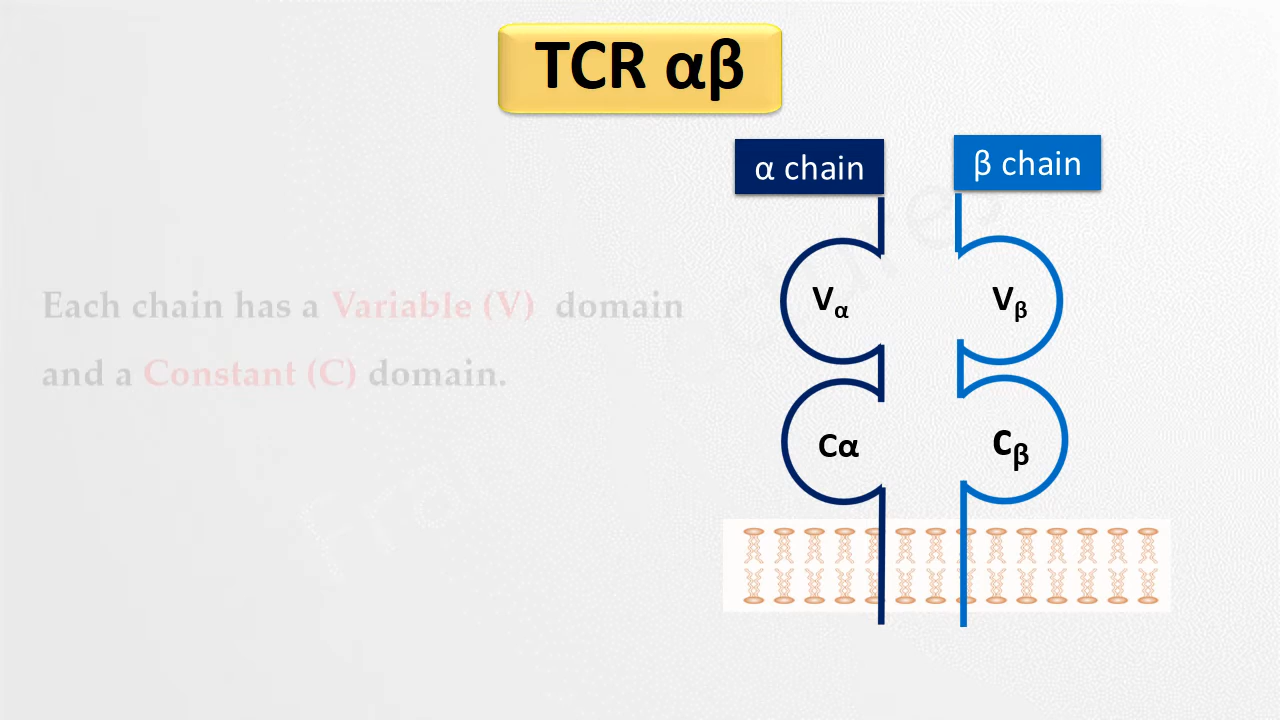 TCR αβ
α chain
β chain
Each chain has a Variable (V) domain
and a Constant (C) domain.
Vα
Vβ
Cα
Cβ